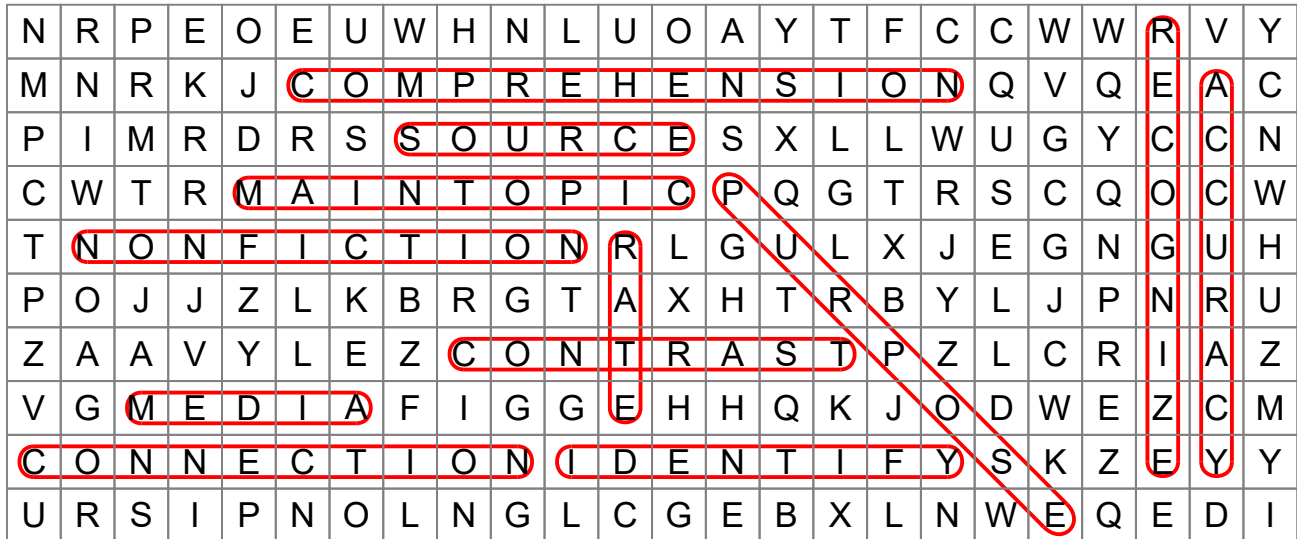 N R P E O E U W H N L U O A Y T F C C W W R V Y
M N R K J C O M P R E H E N S I O N Q V Q E A C
P I M R D R S S O U R C E S X L L W U G Y C C N
C W T R M A I N T O P I C P Q G T R S C Q O C W
T N O N F I C T I O N R L G U L X J E G N G U H
P O J J Z L K B R G T A X H T R B Y L J P N R U
Z A A V Y L E Z C O N T R A S T P Z L C R I A Z
V G M E D I A F I G G E H H Q K J O D W E Z C M
C O N N E C T I O N I D E N T I F Y S K Z E Y Y
U R S I P N O L N G L C G E B X L N W E Q E D I